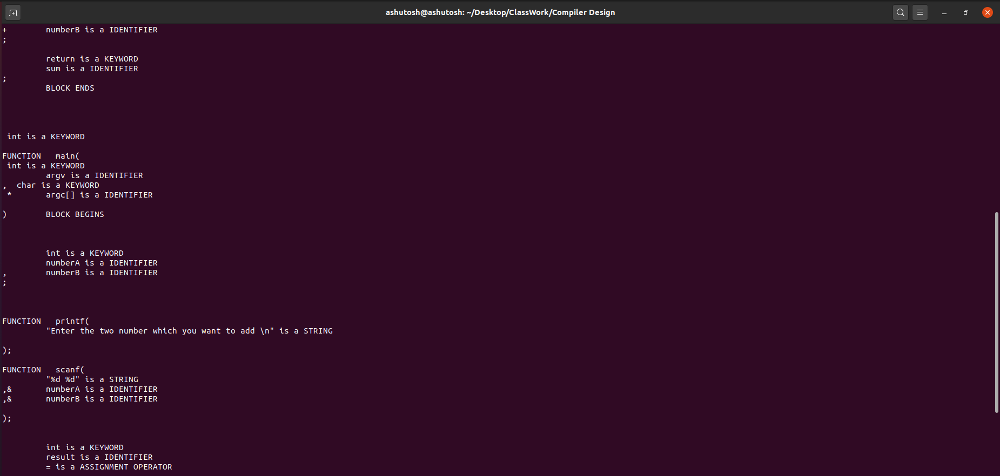 ashutosh@ashutosh: ~/Desktop/ClassWork/Compiler Design
+ numberB is a IDENTIFIER
;
return is a KEYWORD
sum is a IDENTIFIER
;
BLOCK ENDS
int is a KEYWORD
FUNCTION main(
int is a KEYWORD
argv is a IDENTIFIER
, char is a KEYWORD
* argc[] is a IDENTIFIER
) BLOCK BEGINS
int is a KEYWORD
numberA is a IDENTIFIER
, numberB is a IDENTIFIER
;
FUNCTION printf(
"Enter the two number which you want to add \n" is a STRING
);
FUNCTION scanf(
"%d %d" is a STRING
,& numberA is a IDENTIFIER
,& numberB is a IDENTIFIER
);
int is a KEYWORD
result is a IDENTIFIER
= is a ASSIGNMENT OPERATOR